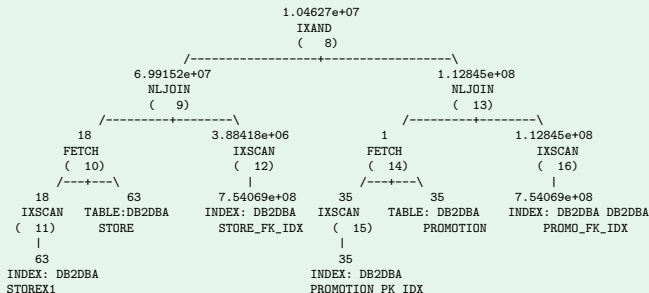 1.04627e+07
IXAND
( 8)
/------------------+------------------\
6.99152e+07 1.12845e+08
NLJOIN NLJOIN
( 9) ( 13)
/---------+--------\ /---------+--------\
18 3.88418e+06 1 1.12845e+08
FETCH IXSCAN FETCH IXSCAN
( 10) ( 12) ( 14) ( 16)
/---+---\ | /---+---\ |
18 63 7.54069e+08 35 35 7.54069e+08
IXSCAN TABLE:DB2DBA INDEX: DB2DBA IXSCAN TABLE: DB2DBA INDEX: DB2DBA DB2DBA
( 11) STORE STORE_FK_IDX ( 15) PROMOTION PROMO_FK_IDX
| |
63 35
INDEX: DB2DBA INDEX: DB2DBA
STOREX1 PROMOTION_PK_IDX